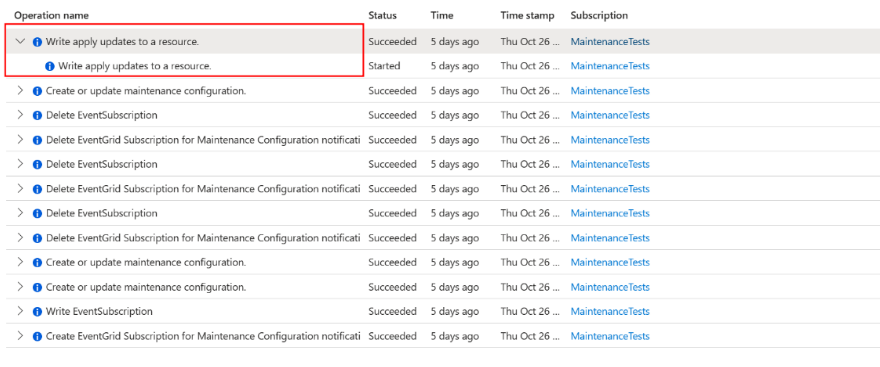 Operation name Status Time Time stamp Subscription
Write apply updates to a resource. Succeeded 5 days ago Thu Oct 26 ... MaintenanceTests
Write apply updates to a resource. Started 5 days ago Thu Oct 26 ... MaintenanceTests
Create or update maintenance configuration. Succeeded 5 days ago Thu Oct 26 ... MaintenanceTests
Delete EventSubscription Succeeded 5 days ago Thu Oct 26 ... MaintenanceTests
Delete EventGrid Subscription for Maintenance Configuration notificati Succeeded 5 days ago Thu Oct 26 ... MaintenanceTests
Delete EventSubscription Succeeded 5 days ago Thu Oct 26 ... MaintenanceTests
Delete EventGrid Subscription for Maintenance Configuration notificati Succeeded 5 days ago Thu Oct 26 ... MaintenanceTests
Delete EventSubscription Succeeded 5 days ago Thu Oct 26 ... MaintenanceTests
Delete EventGrid Subscription for Maintenance Configuration notificati Succeeded 5 days ago Thu Oct 26 ... MaintenanceTests
Create or update maintenance configuration. Succeeded 5 days ago Thu Oct 26 ... MaintenanceTests
Create or update maintenance configuration. Succeeded 5 days ago Thu Oct 26 ... MaintenanceTests
Write EventSubscription Succeeded 5 days ago Thu Oct 26 ... MaintenanceTests
Create EventGrid Subscription for Maintenance Configuration notificati Succeeded 5 days ago Thu Oct 26 ... MaintenanceTests